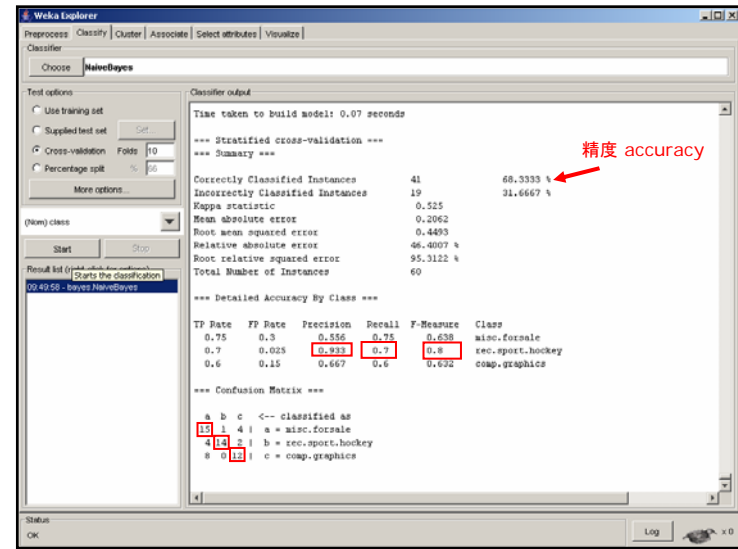 Weka Explorer
Preprocess Classify Cluster Associate Select attributes Visualize
Classifier
Choose NaiveBayes
Test options
Use training set
Supplied test set Set...
Cross-validation Folds 10
Percentage split % 66
More options...
(Nom) class
Start Stop
Result list (right-click for options)
Starts the classification
09:49:58 - bayes.NaiveBayes
Classifier output
Time taken to build model: 0.07 seconds
=== Stratified cross-validation ===
=== Summary ===
精度 accuracy
Correctly Classified Instances 41 68.3333 %
Incorrectly Classified Instances 19 31.6667 %
Kappa statistic 0.525
Mean absolute error 0.2062
Root mean squared error 0.4493
Relative absolute error 46.4007 %
Root relative squared error 95.3122 %
Total Number of Instances 60
=== Detailed Accuracy By Class ===
TP Rate FP Rate Precision Recall F-Measure Class
0.75 0.3 0.556 0.75 0.638 misc.forsale
0.7 0.025 0.933 0.7 0.8 rec.sport.hockey
0.6 0.15 0.667 0.6 0.632 comp.graphics
=== Confusion Matrix ===
a b c <-- classified as
15 1 4 | a = misc.forsale
4 14 2 | b = rec.sport.hockey
8 0 12 | c = comp.graphics
Status
OK
Log
x 0